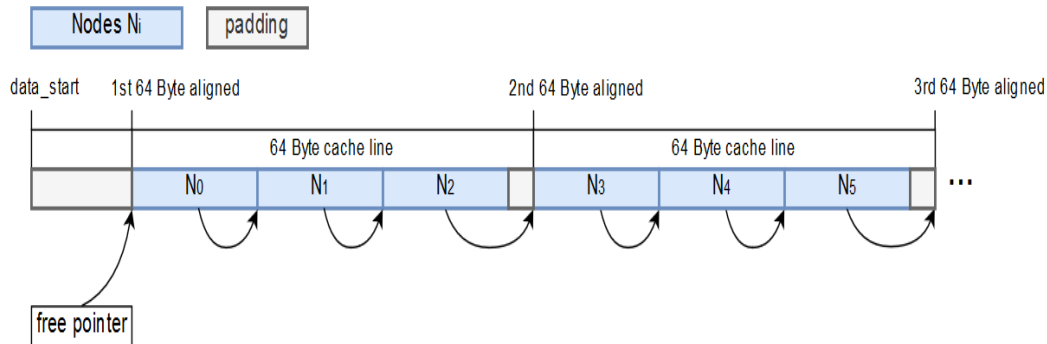 Nodes Ni
padding
data_start
1st 64 Byte aligned
2nd 64 Byte aligned
3rd 64 Byte aligned
64 Byte cache line
64 Byte cache line
N0
N1
N2
N3
N4
N5
...
free pointer